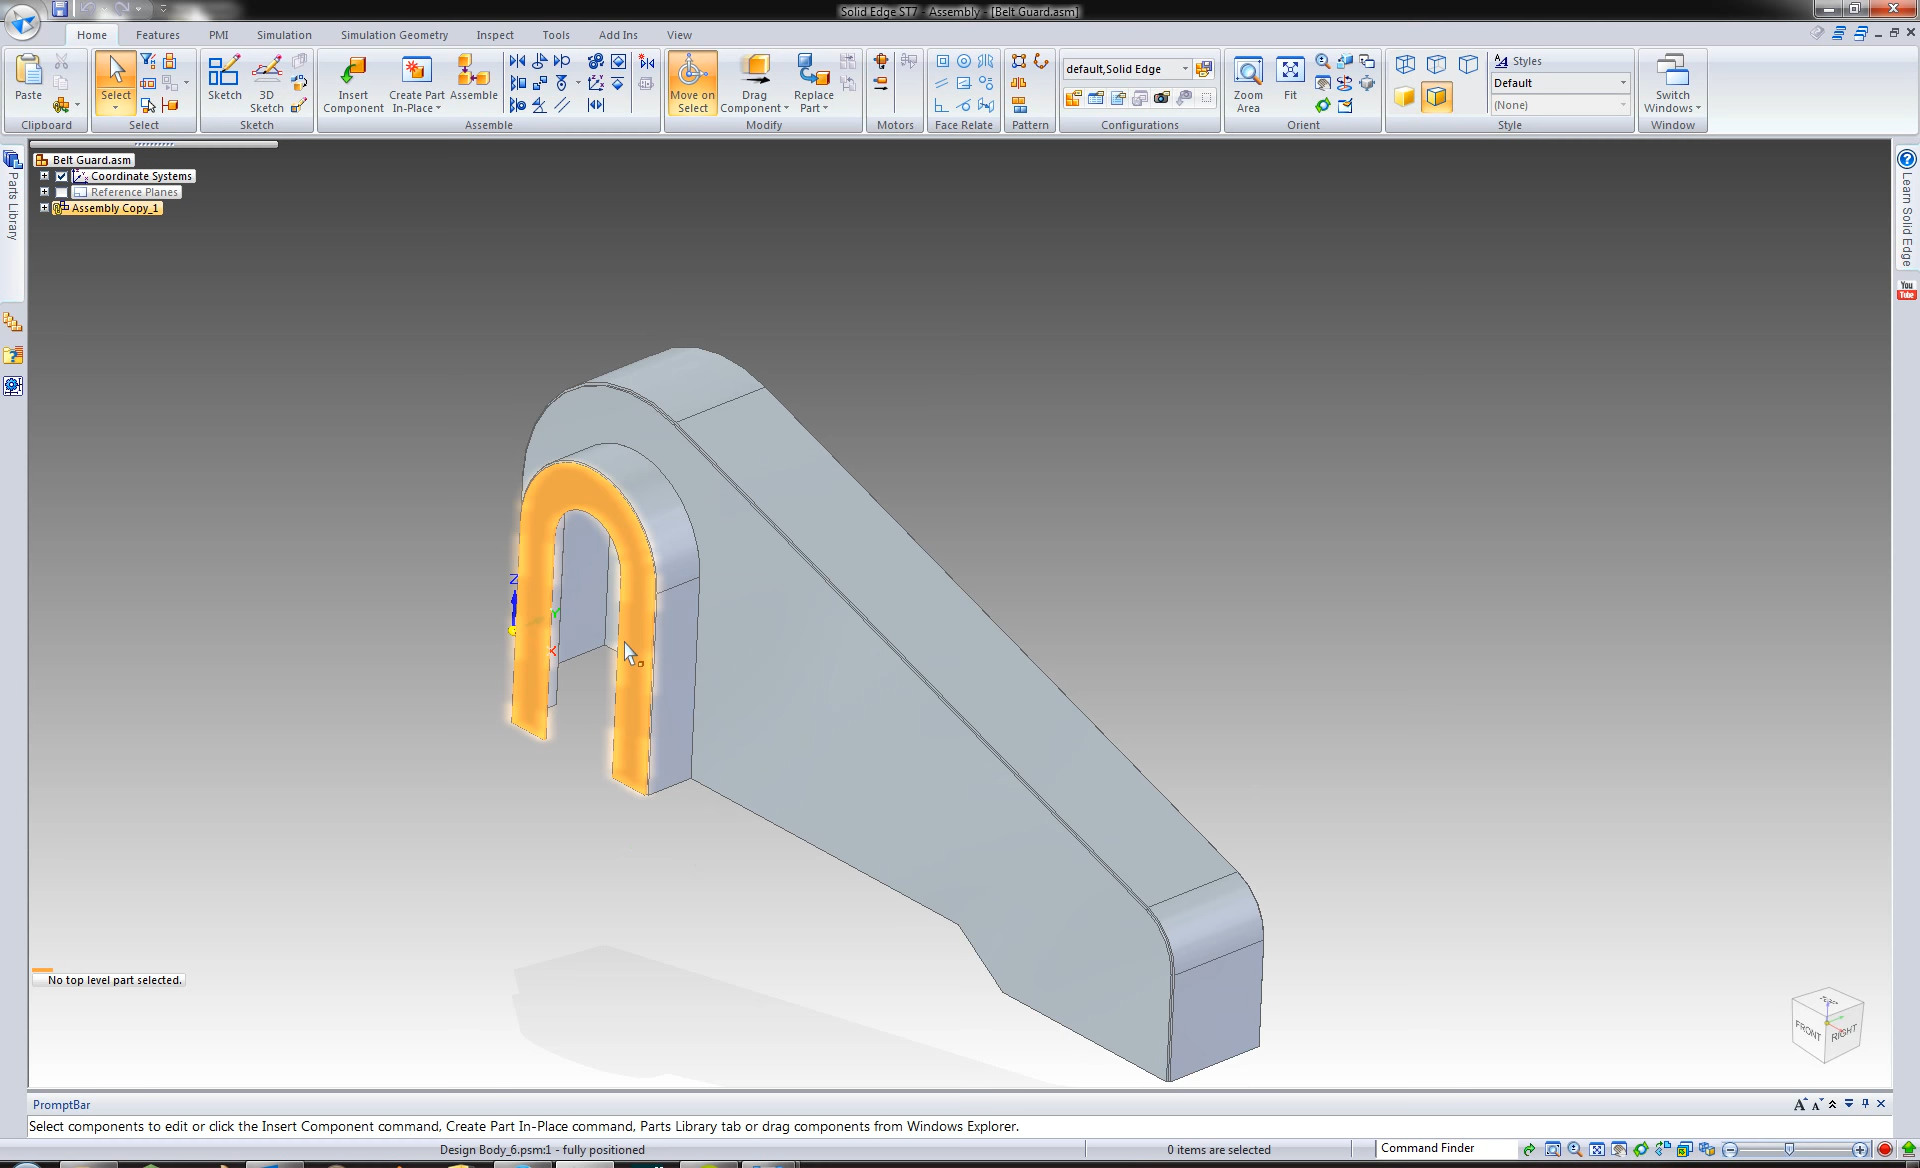 Solid Edge ST7 - Assembly - [Belt Guard.asm]
Home Features PMI Simulation Simulation Geometry Inspect Tools Add Ins View
Paste
Clipboard
Select
Select
Sketch
3D Sketch
Sketch
Insert Component
Create Part In-Place
Assemble
Assemble
Move on Select
Drag Component
Replace Part
Modify
Motors
Face Relate
Pattern
default,Solid Edge
Configurations
Zoom Area
Fit
Orient
Styles
Default
(None)
Style
Switch Windows
Window
Parts Library
Belt Guard.asm
Coordinate Systems
Reference Planes
Assembly Copy_1
Learn Solid Edge
You Tube
Z
Y
X
No top level part selected.
TOP
FRONT
RIGHT
PromptBar
Select components to edit or click the Insert Component command, Create Part In-Place command, Parts Library tab or drag components from Windows Explorer.
Design Body_6.psm:1 - fully positioned
0 items are selected
Command Finder